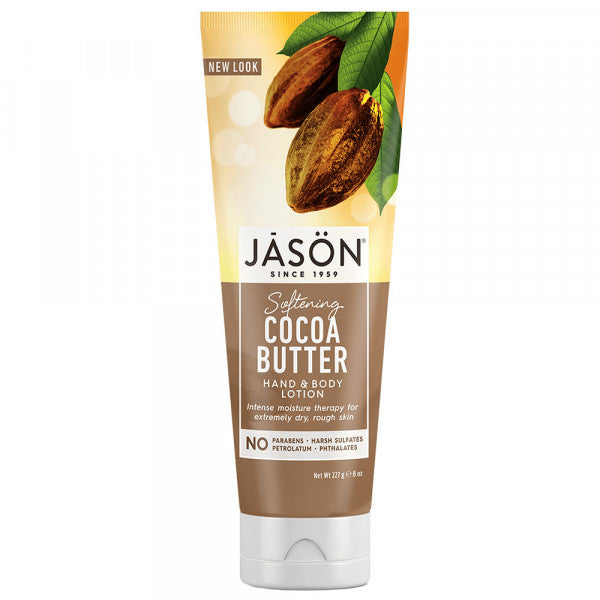 NEW LOOK
JĀSÖN®
SINCE 1959
Softening
COCOA
BUTTER
HAND & BODY
LOTION
Intense moisture therapy for
extremely dry, rough skin
NO PARABENS • HARSH SULFATES
PETROLATUM • PHTHALATES
Net Wt 227 g ℮ 8 oz